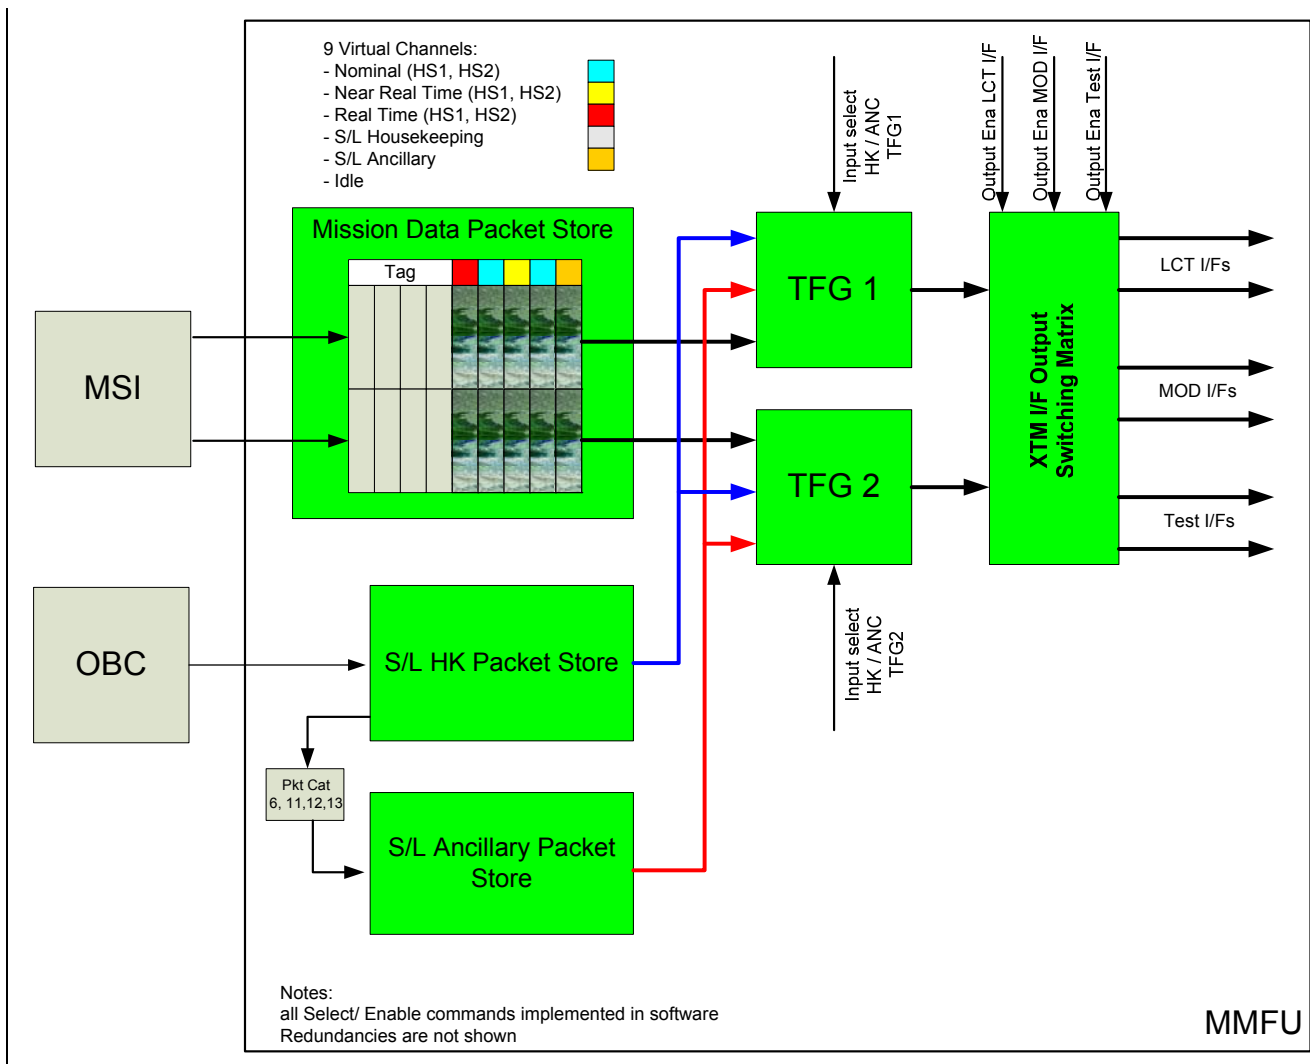 9 Virtual Channels:
- Nominal (HS1, HS2)
- Near Real Time (HS1, HS2)
- Real Time (HS1, HS2)
- S/L Housekeeping
- S/L Ancillary
- Idle
Input select
HK / ANC
TFG1
Output Ena LCT I/F
Output Ena MOD I/F
Output Ena Test I/F
Mission Data Packet Store
Tag
MSI
TFG 1
TFG 2
XTM I/F Output
Switching Matrix
LCT I/Fs
MOD I/Fs
Test I/Fs
OBC
S/L HK Packet Store
Input select
HK / ANC
TFG2
Pkt Cat
6, 11,12,13
S/L Ancillary Packet
Store
Notes:
all Select/ Enable commands implemented in software
Redundancies are not shown
MMFU